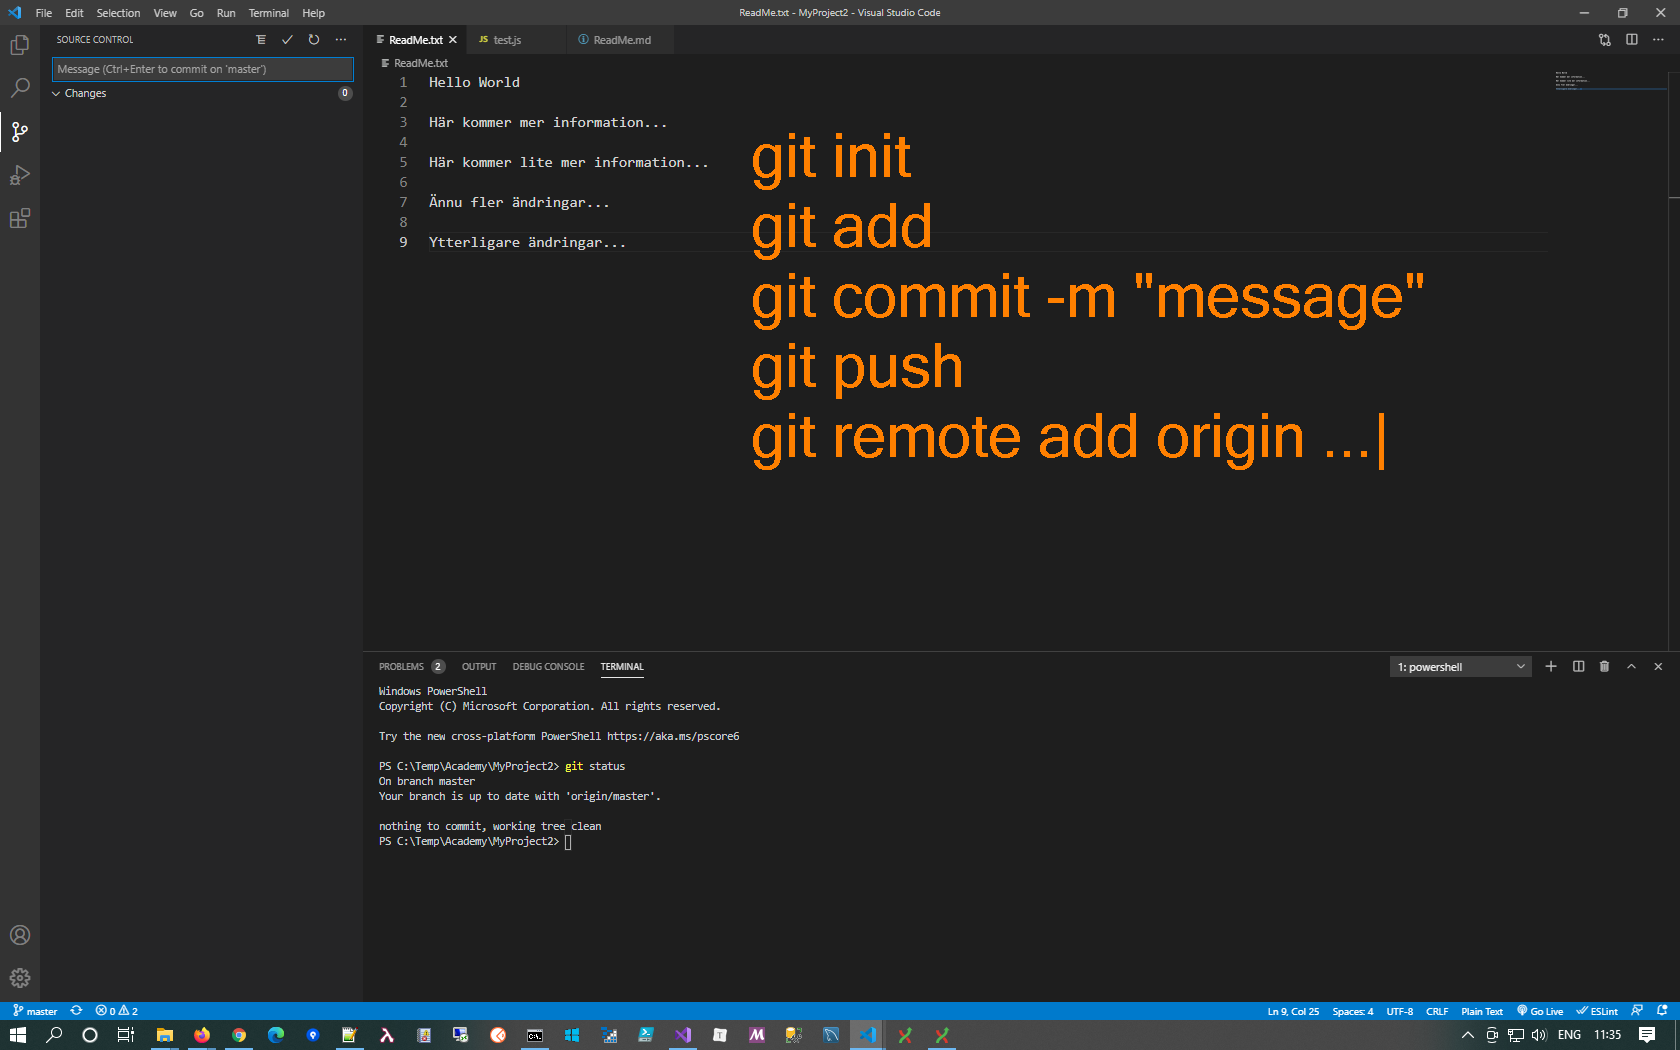 File Edit Selection View Go Run Terminal Help
ReadMe.txt - MyProject2 - Visual Studio Code
SOURCE CONTROL
Message (Ctrl+Enter to commit on 'master')
Changes 0
ReadMe.txt
JS test.js
ReadMe.md
ReadMe.txt
1 Hello World
2
3 Här kommer mer information...
4
5 Här kommer lite mer information...
6
7 Ännu fler ändringar...
8
9 Ytterligare ändringar...
git init
git add
git commit -m "message"
git push
git remote add origin ...
PROBLEMS 2 OUTPUT DEBUG CONSOLE TERMINAL
1: powershell
Windows PowerShell
Copyright (C) Microsoft Corporation. All rights reserved.
Try the new cross-platform PowerShell https://aka.ms/pscore6
PS C:\Temp\Academy\MyProject2> git status
On branch master
Your branch is up to date with 'origin/master'.
nothing to commit, working tree clean
PS C:\Temp\Academy\MyProject2>
master 0 2
Ln 9, Col 25 Spaces: 4 UTF-8 CRLF Plain Text Go Live ESLint
ENG 11:35